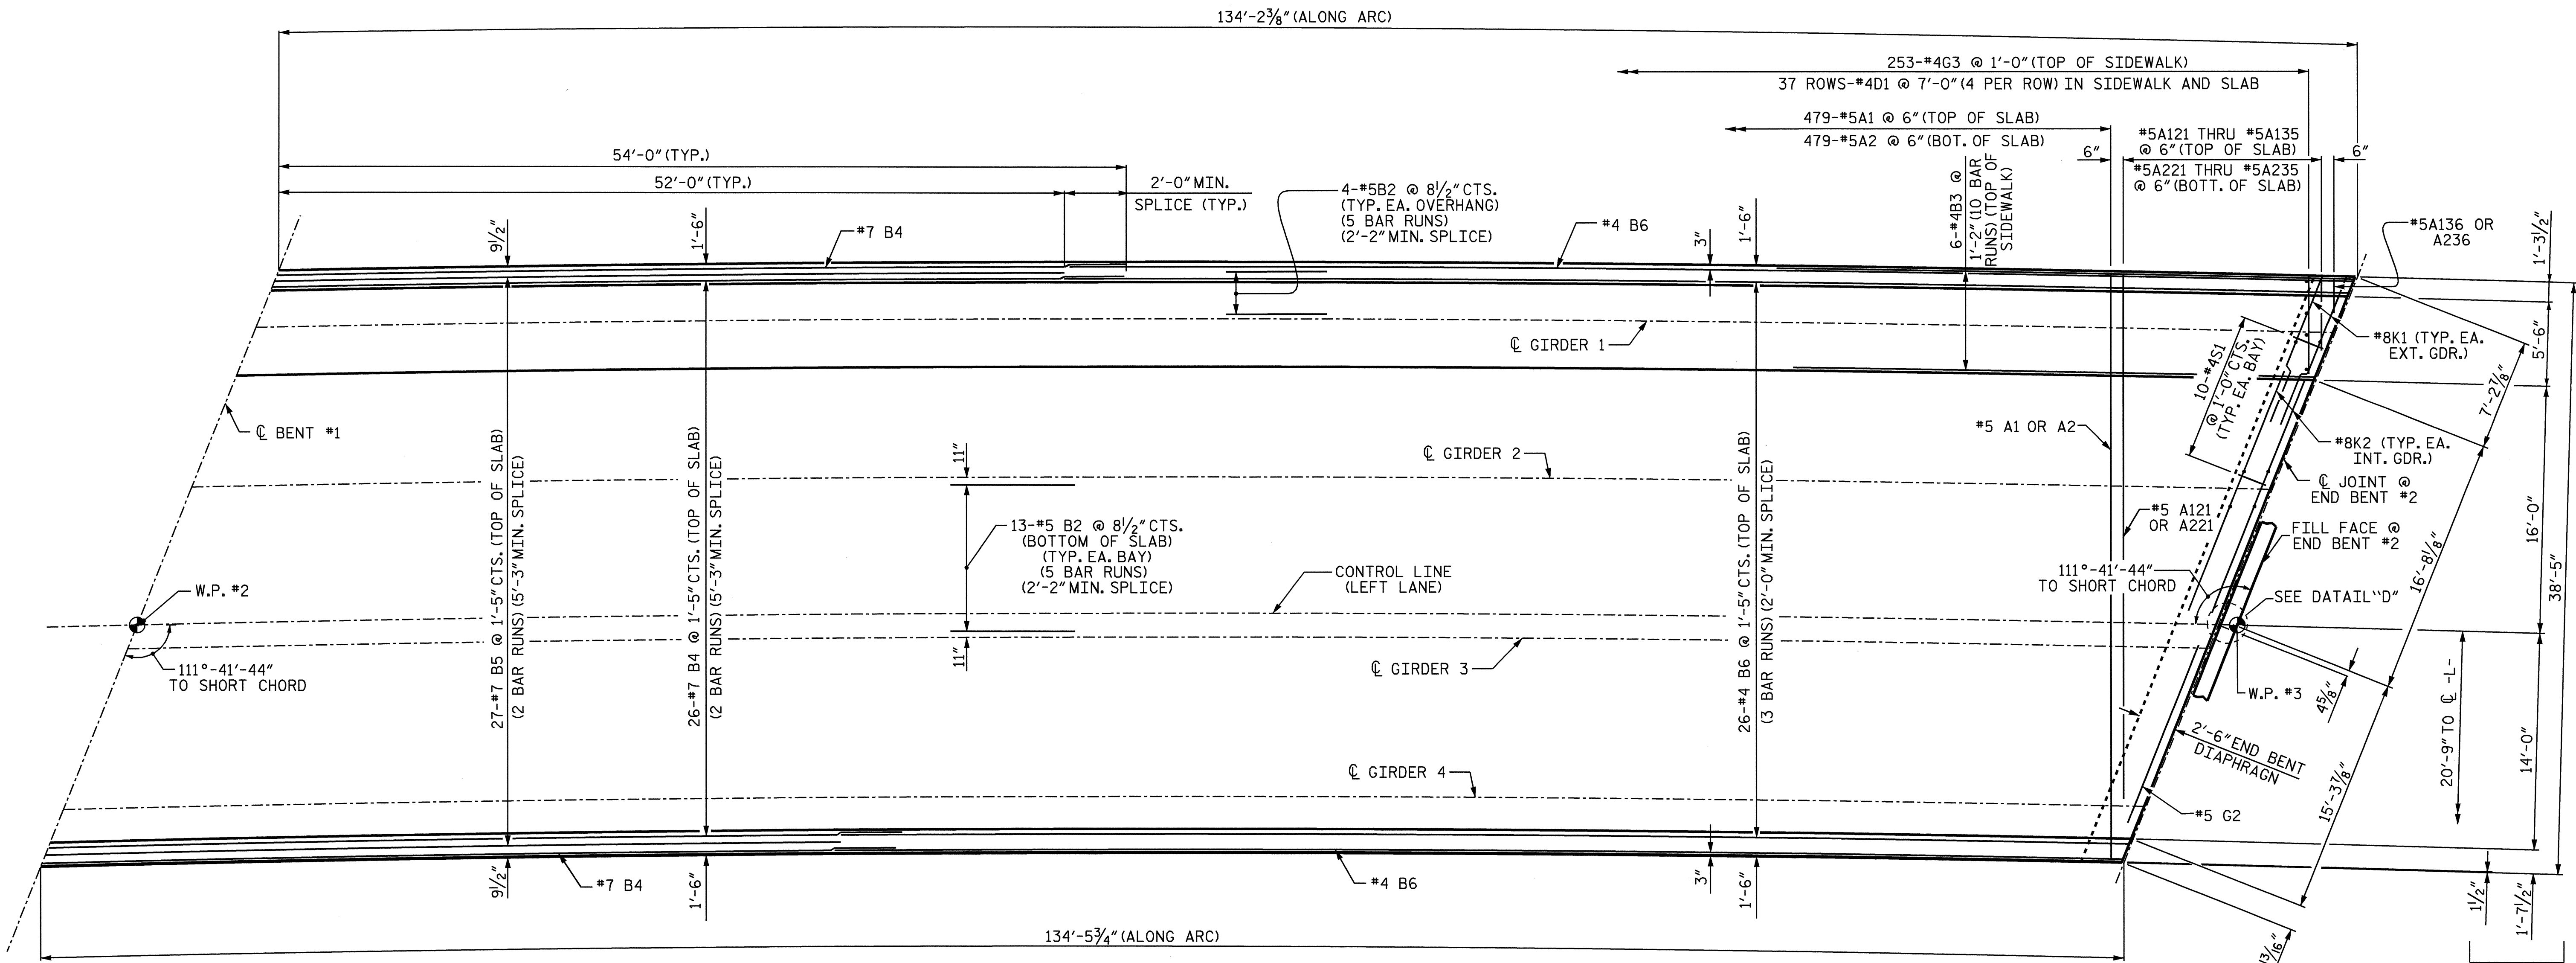 134'-2⅜" (ALONG ARC)
253-#4G3 @ 1'-0" (TOP OF SIDEWALK)
37 ROWS-#4D1 @ 7'-0" (4 PER ROW) IN SIDEWALK AND SLAB
479-#5A1 @ 6" (TOP OF SLAB)
479-#5A2 @ 6" (BOT. OF SLAB)
6"
#5A121 THRU #5A135
@ 6" (TOP OF SLAB)
#5A221 THRU #5A235
@ 6" (BOTT. OF SLAB)
6"
54'-0" (TYP.)
52'-0" (TYP.)
2'-0" MIN.
SPLICE (TYP.)
9½"
1'-6"
#7 B4
4-#5B2 @ 8½" CTS.
(TYP. EA. OVERHANG)
(5 BAR RUNS)
(2'-2" MIN. SPLICE)
#4 B6
3"
1'-6"
6-#4B3 @
1'-2" (10 BAR
RUNS) (TOP OF
SIDEWALK)
#5A136 OR
A236
1'-3½"
5'-6"
℄ GIRDER 1
#8K1 (TYP. EA.
EXT. GDR.)
10-#4S1
@ 1'-0" CTS.
(TYP. EA. BAY)
7'-2⅞"
℄ BENT #1
#5 A1 OR A2
#8K2 (TYP. EA.
INT. GDR.)
℄ GIRDER 2
11"
℄ JOINT @
END BENT #2
27-#7 B5 @ 1'-5" CTS. (TOP OF SLAB)
(2 BAR RUNS) (5'-3" MIN. SPLICE)
26-#7 B4 @ 1'-5" CTS. (TOP OF SLAB)
(2 BAR RUNS) (5'-3" MIN. SPLICE)
13-#5 B2 @ 8½" CTS.
(BOTTOM OF SLAB)
(TYP. EA. BAY)
(5 BAR RUNS)
(2'-2" MIN. SPLICE)
26-#4 B6 @ 1'-5" CTS. (TOP OF SLAB)
(3 BAR RUNS) (2'-0" MIN. SPLICE)
#5 A121
OR A221
FILL FACE @
END BENT #2
16'-0"
38'-5"
16'-8⅛"
CONTROL LINE
(LEFT LANE)
111°-41'-44"
TO SHORT CHORD
SEE DATAIL "D"
W.P. #2
111°-41'-44"
TO SHORT CHORD
11"
℄ GIRDER 3
W.P. #3
4⅝"
20'-9" TO ℄ -L-
14'-0"
2'-6" END BENT
DIAPHRAGN
15'-3⅞"
℄ GIRDER 4
#5 G2
9½"
#7 B4
1'-6"
#4 B6
3"
1'-6"
1½"
1'-7½"
134'-5¾" (ALONG ARC)